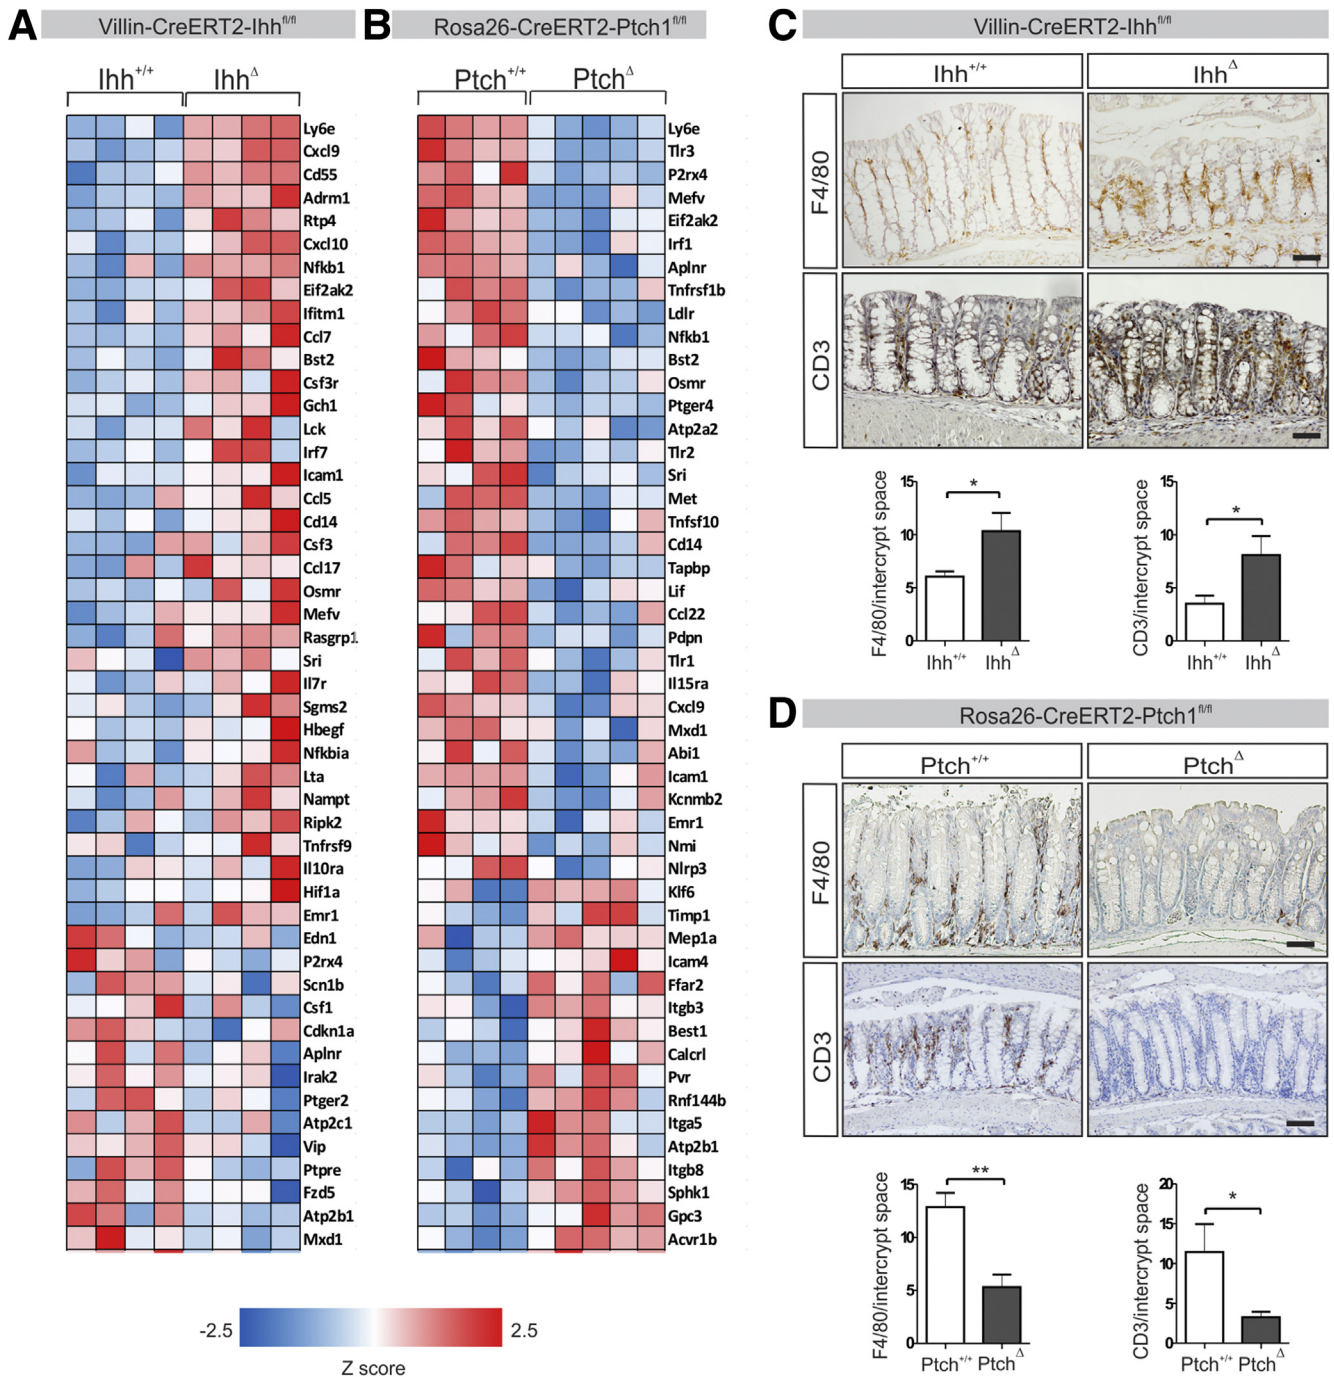 A
Villin-CreERT2-Ihh^fl/fl
Ihh^+/+
Ihh^Δ
Ly6e
Cxcl9
Cd55
Adrm1
Rtp4
Cxcl10
Nfkb1
Eif2ak2
Ifitm1
Ccl7
Bst2
Csf3r
Gch1
Lck
Irf7
Icam1
Ccl5
Cd14
Csf3
Ccl17
Osmr
Mefv
Rasgrp1
Sri
Il7r
Sgms2
Hbegf
Nfkbia
Lta
Nampt
Ripk2
Tnfrsf9
Il10ra
Hif1a
Emr1
Edn1
P2rx4
Scn1b
Csf1
Cdkn1a
Aplnr
Irak2
Ptger2
Atp2c1
Vip
Ptpre
Fzd5
Atp2b1
Mxd1
B
Rosa26-CreERT2-Ptch1^fl/fl
Ptch^+/+
Ptch^Δ
Ly6e
Tlr3
P2rx4
Mefv
Eif2ak2
Irf1
Aplnr
Tnfrsf1b
Ldlr
Nfkb1
Bst2
Osmr
Ptger4
Atp2a2
Tlr2
Sri
Met
Tnfsf10
Cd14
Tapbp
Lif
Ccl22
Pdpn
Tlr1
Il15ra
Cxcl9
Mxd1
Abi1
Icam1
Kcnmb2
Emr1
Nmi
Nlrp3
Klf6
Timp1
Mep1a
Icam4
Ffar2
Itgb3
Best1
Calcrl
Pvr
Rnf144b
Itga5
Atp2b1
Itgb8
Sphk1
Gpc3
Acvr1b
-2.5
2.5
Z score
C
Villin-CreERT2-Ihh^fl/fl
Ihh^+/+
Ihh^Δ
F4/80
CD3
F4/80/intercrypt space
15
10
5
0
*
Ihh^+/+
Ihh^Δ
CD3/intercrypt space
15
10
5
0
*
Ihh^+/+
Ihh^Δ
D
Rosa26-CreERT2-Ptch1^fl/fl
Ptch^+/+
Ptch^Δ
F4/80
CD3
F4/80/intercrypt space
15
10
5
0
**
Ptch^+/+
Ptch^Δ
CD3/intercrypt space
20
15
10
5
0
*
Ptch^+/+
Ptch^Δ